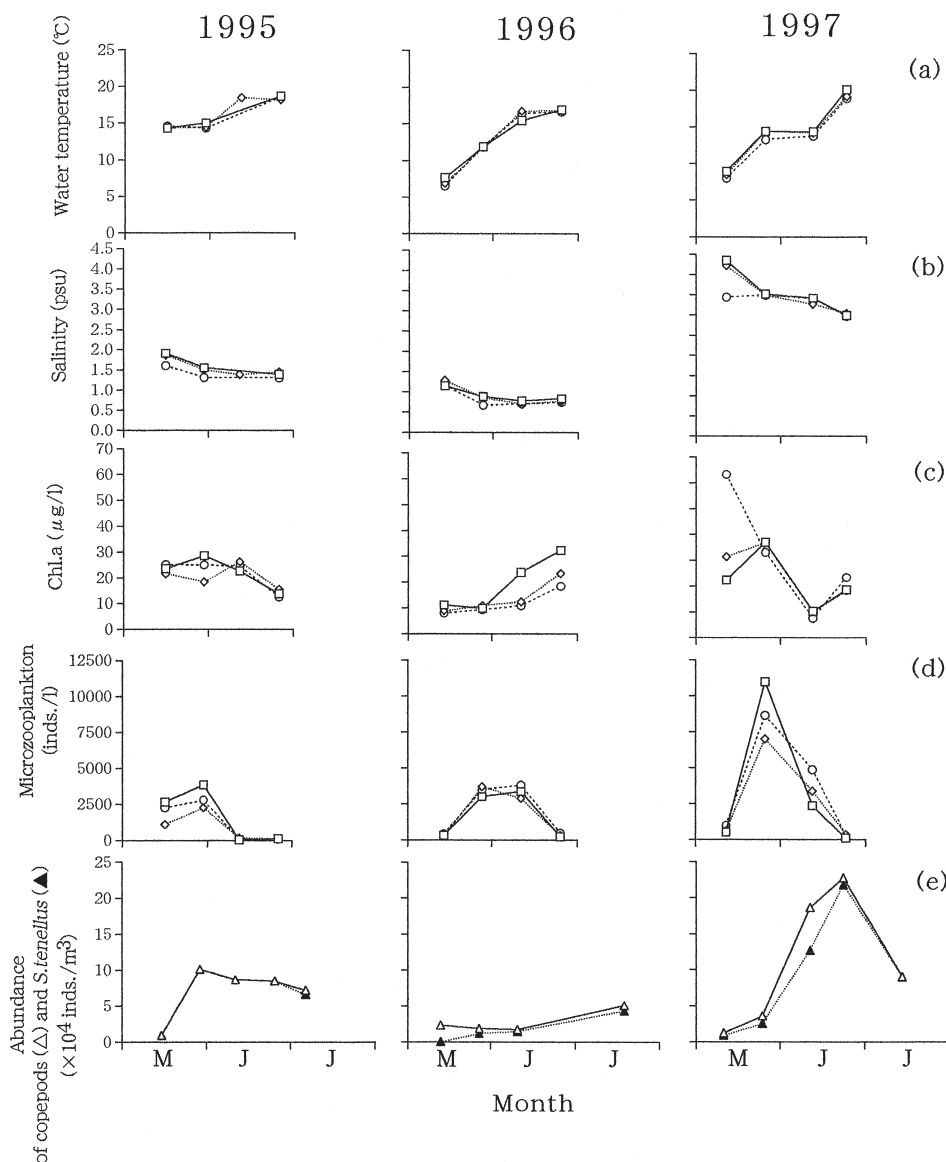 1995 1996 1997
Water temperature (℃)
25
20
15
10
5
0
(a)
Salinity (psu)
4.5
4.0
3.5
3.0
2.5
2.0
1.5
1.0
0.5
0.0
(b)
Chl.a (μg/l)
70
60
50
40
30
20
10
0
(c)
Microzooplankton
(inds./l)
12500
10000
7500
5000
2500
0
(d)
Abundance
of copepods (△) and S.tenellus (▲)
(×10⁴ inds./m³)
25
20
15
10
5
0
(e)
M J J M J J M J J
Month